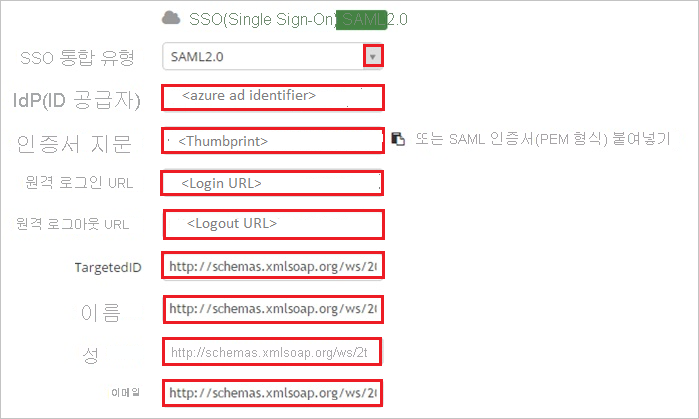 SSO(Single Sign-On) SAML2.0
SSO 통합 유형 SAML2.0
IdP(ID 공급자) <azure ad identifier>
인증서 지문 <Thumbprint> 또는 SAML 인증서(PEM 형식) 붙여넣기
원격 로그인 URL <Login URL>
원격 로그아웃 URL <Logout URL>
TargetedID http://schemas.xmlsoap.org/ws/20
이름 http://schemas.xmlsoap.org/ws/20
성 http://schemas.xmlsoap.org/ws/2t
이메일 http://schemas.xmlsoap.org/ws/20